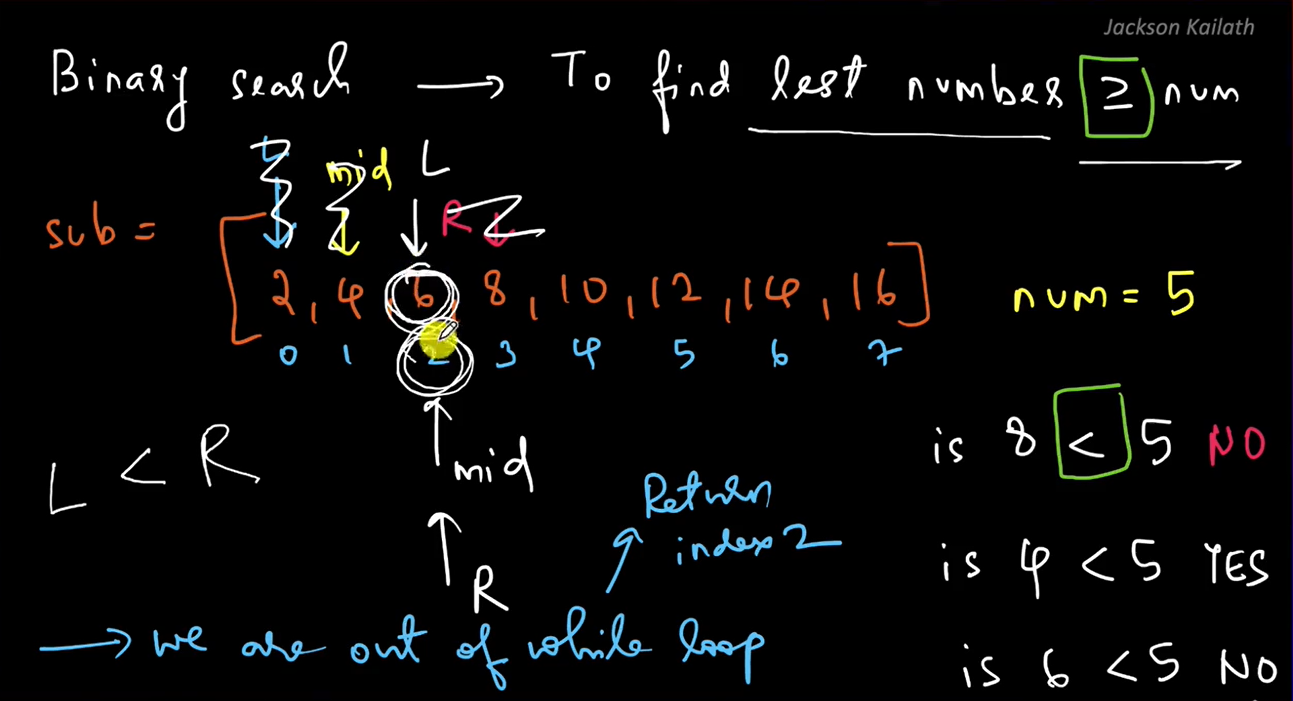 Jackson Kailath
Binary search → To find last number ≥ num
mid L
R
sub = [2, 4, 6, 8, 10, 12, 14, 16] num = 5
0 1 2 3 4 5 6 7
is 8 < 5 NO
L < R
mid
Return
index 2
is 4 < 5 YES
R
→ we are out of while loop
is 6 < 5 NO